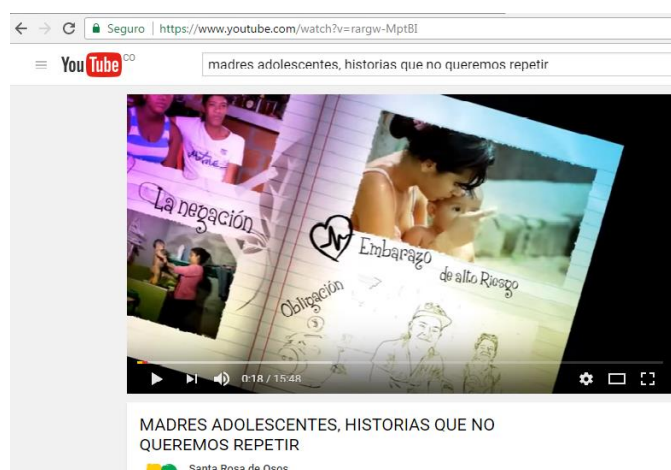 Seguro | https://www.youtube.com/watch?v=rargw-MptBI
YouTube CO
madres adolescentes, historias que no queremos repetir
La negación
Embarazo
de alto Riesgo
Obligación
0:18 / 15:48
MADRES ADOLESCENTES, HISTORIAS QUE NO
QUEREMOS REPETIR
Santa Rosa de Osos